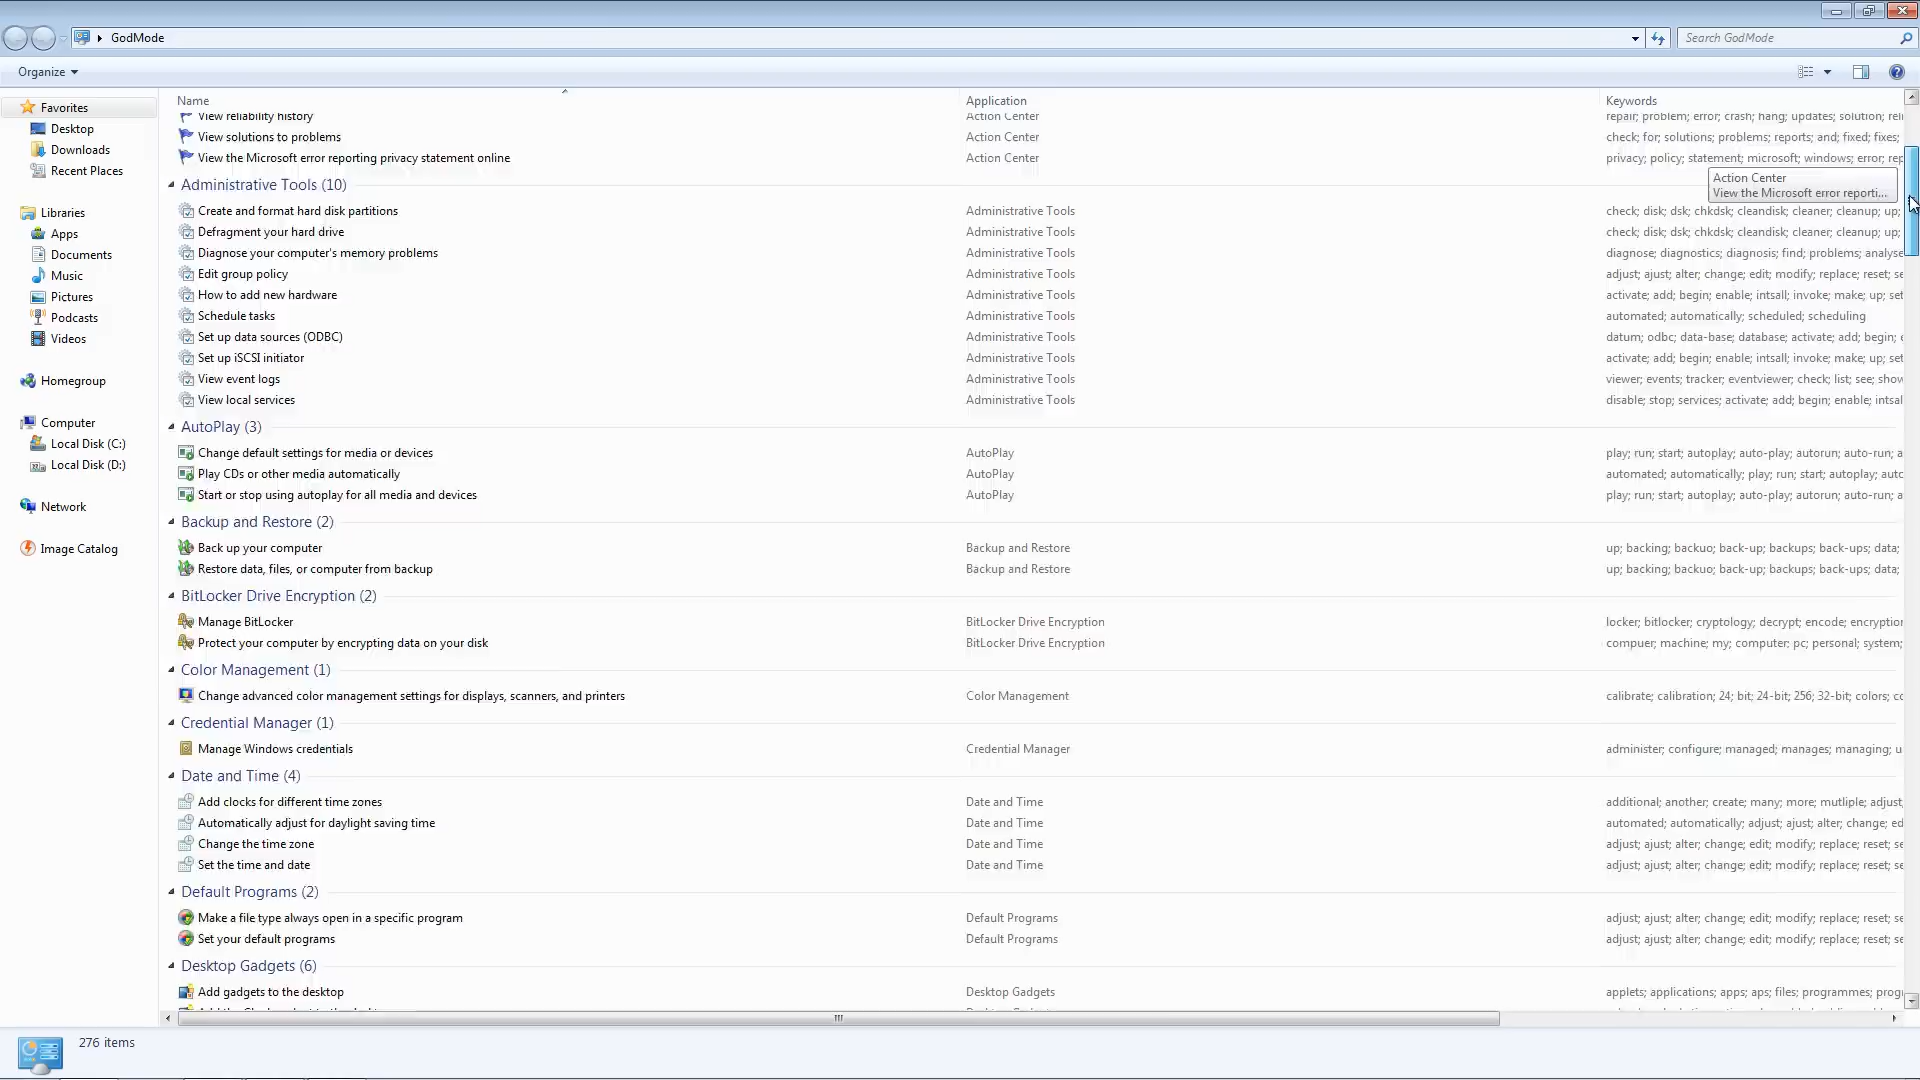 GodMode
Search GodMode
Organize
Favorites
Desktop
Downloads
Recent Places
Libraries
Apps
Documents
Music
Pictures
Podcasts
Videos
Homegroup
Computer
Local Disk (C:)
Local Disk (D:)
Network
Image Catalog
Name Application Keywords
View reliability history Action Center repair; problem; error; crash; hang; updates; solution;
View solutions to problems Action Center check; for; solutions; problems; reports; and; fixed; fixes;
View the Microsoft error reporting privacy statement online Action Center privacy; policy; statement; microsoft; windows; error; rep
Action Center
View the Microsoft error reporti...
Administrative Tools (10)
Create and format hard disk partitions Administrative Tools check; disk; dsk; chkdsk; cleandisk; cleaner; cleanup; up;
Defragment your hard drive Administrative Tools check; disk; dsk; chkdsk; cleandisk; cleaner; cleanup; up;
Diagnose your computer's memory problems Administrative Tools diagnose; diagnostics; diagnosis; find; problems; analyse
Edit group policy Administrative Tools adjust; ajust; alter; change; edit; modify; replace; reset; se
How to add new hardware Administrative Tools activate; add; begin; enable; intsall; invoke; make; up; set
Schedule tasks Administrative Tools automated; automatically; scheduled; scheduling
Set up data sources (ODBC) Administrative Tools datum; odbc; data-base; database; activate; add; begin; e
Set up iSCSI initiator Administrative Tools activate; add; begin; enable; intsall; invoke; make; up; set
View event logs Administrative Tools viewer; events; tracker; eventviewer; check; list; see; show
View local services Administrative Tools disable; stop; services; activate; add; begin; enable; intsal
AutoPlay (3)
Change default settings for media or devices AutoPlay play; run; start; autoplay; auto-play; autorun; auto-run; a
Play CDs or other media automatically AutoPlay automated; automatically; play; run; start; autoplay; autc
Start or stop using autoplay for all media and devices AutoPlay play; run; start; autoplay; auto-play; autorun; auto-run; a
Backup and Restore (2)
Back up your computer Backup and Restore up; backing; backuo; back-up; backups; back-ups; data;
Restore data, files, or computer from backup Backup and Restore up; backing; backuo; back-up; backups; back-ups; data;
BitLocker Drive Encryption (2)
Manage BitLocker BitLocker Drive Encryption locker; bitlocker; cryptology; decrypt; encode; encryption
Protect your computer by encrypting data on your disk BitLocker Drive Encryption compuer; machine; my; computer; pc; personal; system;
Color Management (1)
Change advanced color management settings for displays, scanners, and printers Color Management calibrate; calibration; 24; bit; 24-bit; 256; 32-bit; colors; cc
Credential Manager (1)
Manage Windows credentials Credential Manager administer; configure; managed; manages; managing; u
Date and Time (4)
Add clocks for different time zones Date and Time additional; another; create; many; more; mutliple; adjust
Automatically adjust for daylight saving time Date and Time automated; automatically; adjust; ajust; alter; change; ed
Change the time zone Date and Time adjust; ajust; alter; change; edit; modify; replace; reset; se
Set the time and date Date and Time adjust; ajust; alter; change; edit; modify; replace; reset; se
Default Programs (2)
Make a file type always open in a specific program Default Programs adjust; ajust; alter; change; edit; modify; replace; reset; se
Set your default programs Default Programs adjust; ajust; alter; change; edit; modify; replace; reset; se
Desktop Gadgets (6)
Add gadgets to the desktop Desktop Gadgets applets; applications; apps; aps; files; programmes; prog
276 items